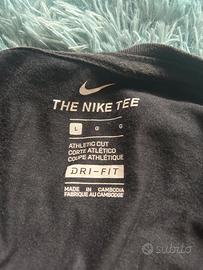 THE NIKE TEE
L G G
ATHLETIC CUT
CORTE ATLÉTICO
COUPE ATHLÉTIQUE
DRI-FIT
MADE IN CAMBODIA
FABRIQUÉ AU CAMBODGE
subito